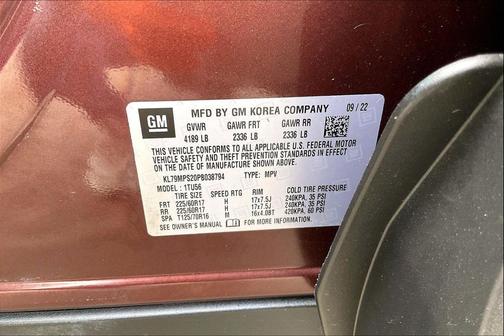 GM
MFD BY GM KOREA COMPANY 09/22
GVWR GAWR FRT GAWR RR
4189 LB 2336 LB 2336 LB
THIS VEHICLE CONFORMS TO ALL APPLICABLE U.S. FEDERAL MOTOR
VEHICLE SAFETY AND THEFT PREVENTION STANDARDS IN EFFECT
ON THE DATE OF MANUFACTURE SHOWN ABOVE.
KL79MPS20PB038794 TYPE: MPV
MODEL: 1TU56
TIRE SIZE SPEED RTG RIM COLD TIRE PRESSURE
FRT 225/60R17 H 17x7.5J 240KPA, 35 PSI
RR 225/60R17 H 17x7.5J 240KPA, 35 PSI
SPA T125/70R16 M 16x4.0BT 420KPA, 60 PSI
SEE OWNER'S MANUAL FOR MORE INFORMATION